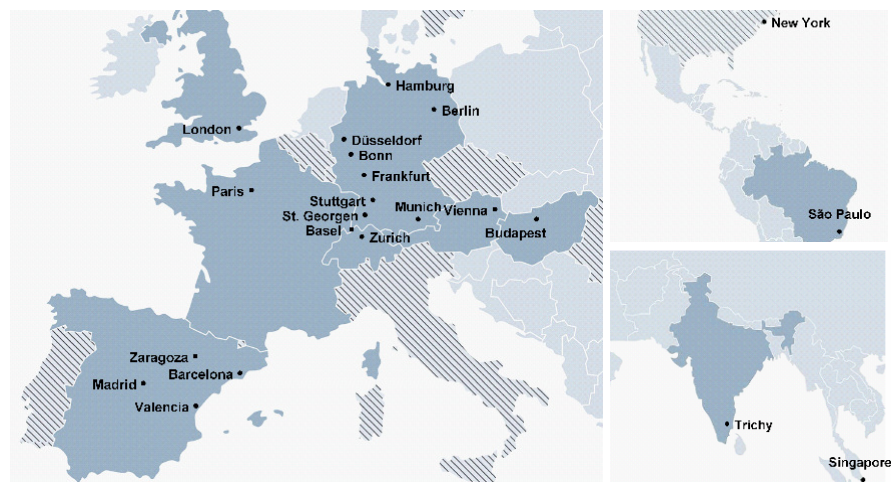 Hamburg
Berlin
London
Düsseldorf
Bonn
Frankfurt
Paris
Stuttgart
Munich
Vienna
St. Georgen
Basel
Zurich
Budapest
Zaragoza
Barcelona
Madrid
Valencia
New York
São Paulo
Trichy
Singapore